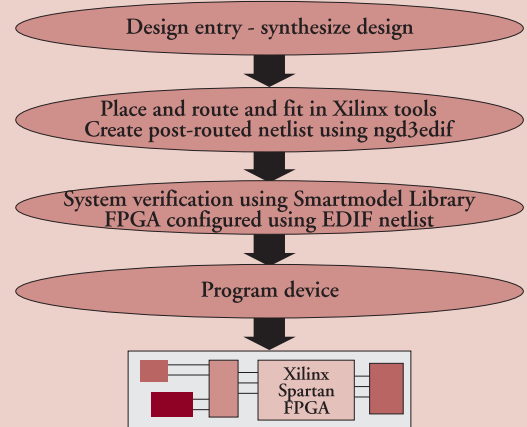 Design entry - synthesize design
Place and route and fit in Xilinx tools
Create post-routed netlist using ngd3edif
System verification using Smartmodel Library
FPGA configured using EDIF netlist
Program device
Xilinx
Spartan
FPGA